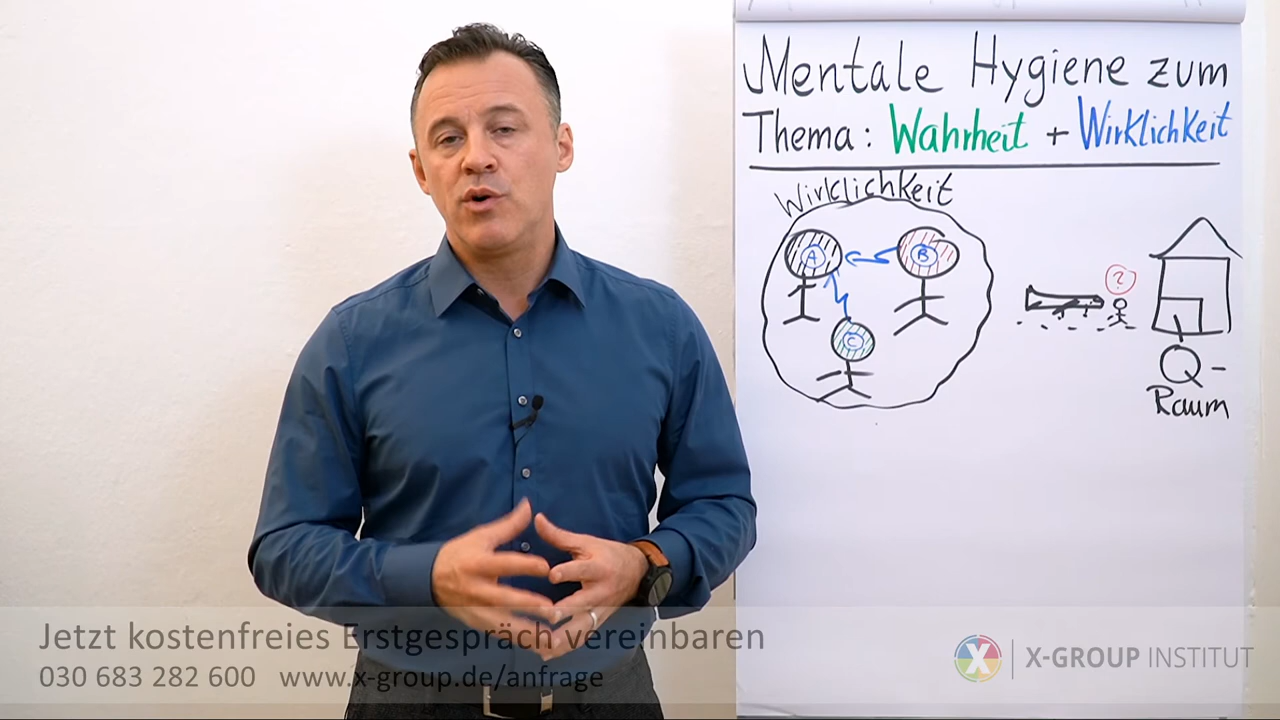 Mentale Hygiene zum
Thema: Wahrheit + Wirklichkeit
Wirklichkeit
A
B
C
?
Q-
Raum
Jetzt kostenfreies Erstgespräch vereinbaren
030 683 282 600 www.x-group.de/anfrage
X X-GROUP INSTITUT